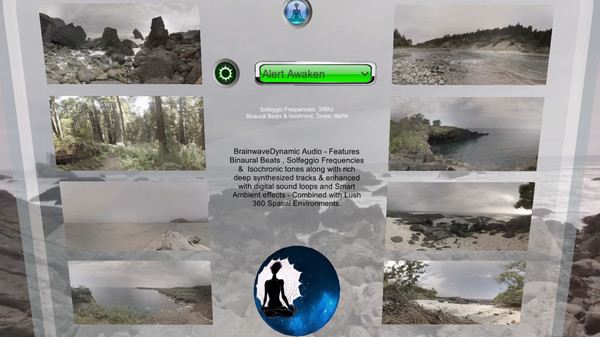 Alert Awaken
Solfeggio Frequencies: 396hz
Binaural Beats & Isochronic Tones: Alpha
BrainwaveDynamic Audio - Features
Binaural Beats , Solfeggio Frequencies
& Isochronic tones along with rich
deep synthesized tracks & enhanced
with digital sound loops and Smart
Ambient effects - Combined with Lush
360 Spatial Environments.